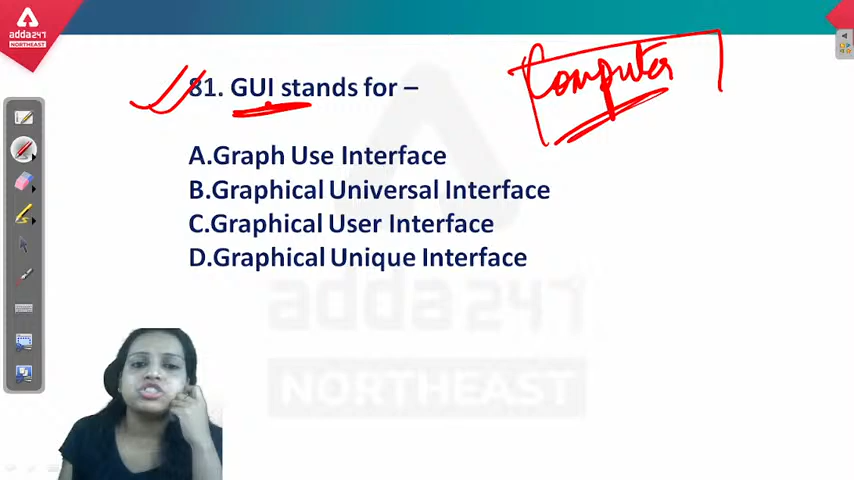 adda247
NORTHEAST
81. GUI stands for –
Computer
A.Graph Use Interface
B.Graphical Universal Interface
C.Graphical User Interface
D.Graphical Unique Interface
adda247
NORTHEAST